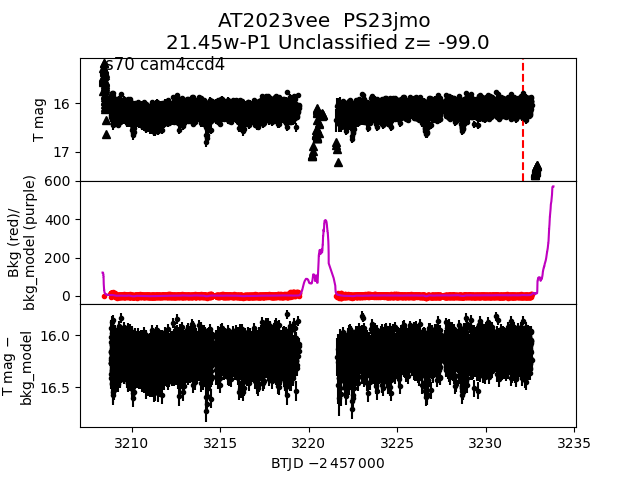 AT2023vee  PS23jmo
21.45w-P1 Unclassified z= -99.0
s70 cam4ccd4
T mag
16
17
Bkg (red)/
bkg_model (purple)
600
400
200
0
T mag −
bkg_model
16.0
16.5
3210 3215 3220 3225 3230 3235
BTJD −2 457 000